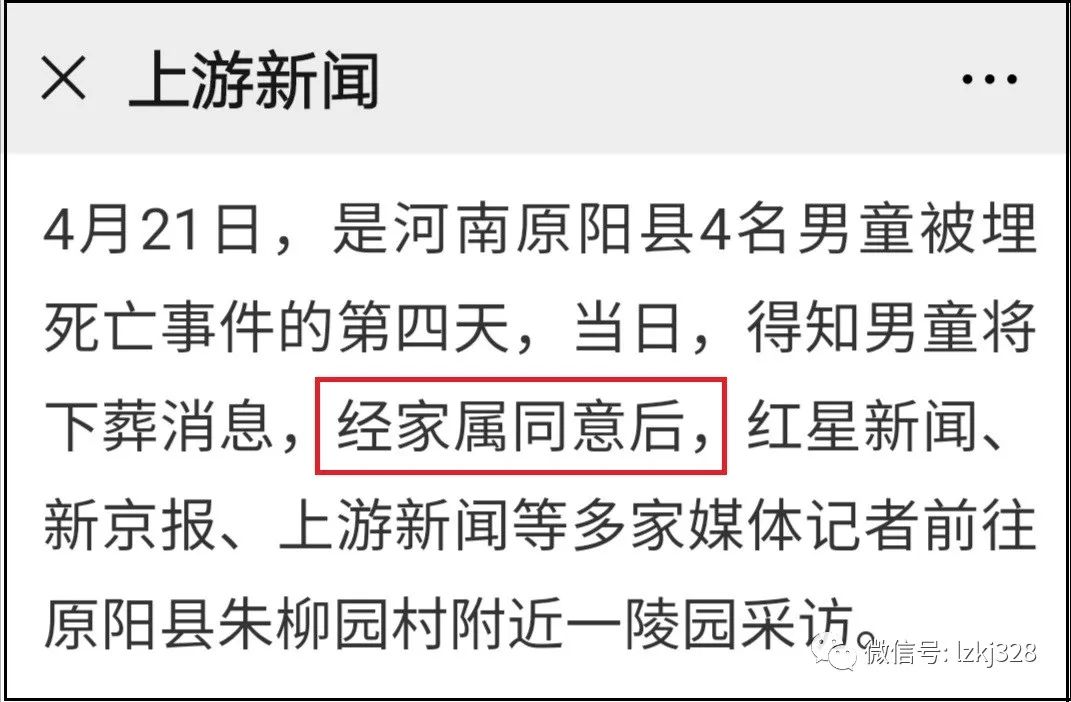 上游新闻
4月21日，是河南原阳县4名男童被埋
死亡事件的第四天，当日，得知男童将
下葬消息，经家属同意后，红星新闻、
新京报、上游新闻等多家媒体记者前往
原阳县朱柳园村附近一陵园采访。
微信号: lzkj328